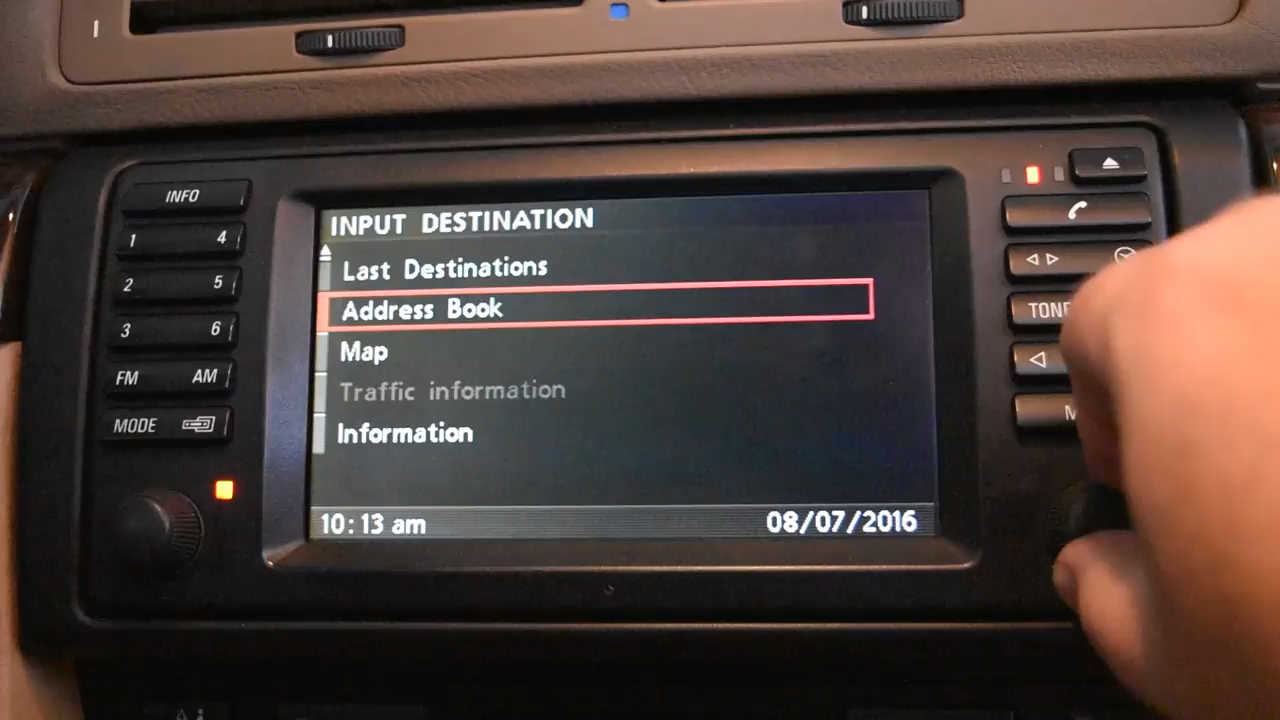 INFO
1 4
2 5
3 6
FM AM
MODE
INPUT DESTINATION
Last Destinations
Address Book
Map
Traffic information
Information
10:13 am
08/07/2016
TONE